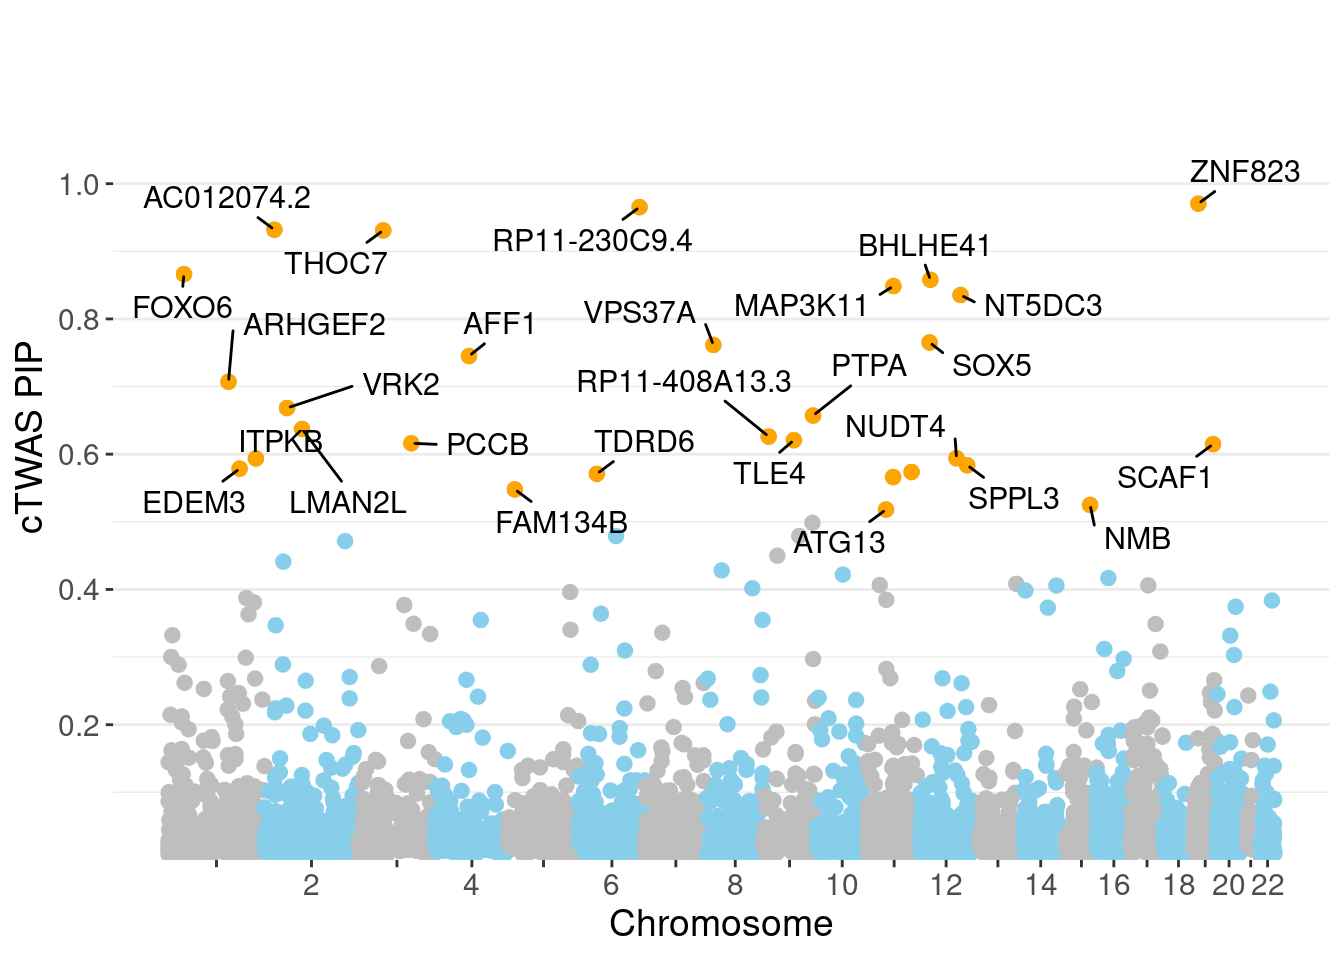 ZNF823
1.0
AC012074.2
RP11-230C9.4
BHLHE41
THOC7
FOXO6
MAP3K11
NT5DC3
VPS37A
0.8
ARHGEF2
AFF1
PTPA
SOX5
RP11-408A13.3
VRK2
NUDT4
ITPKB
PCCB
TDRD6
0.6
TLE4
SCAF1
EDEM3
LMAN2L
SPPL3
FAM134B
ATG13
NMB
0.4
0.2
cTWAS PIP
2 4 6 8 10 12 14 16 18 20 22
Chromosome